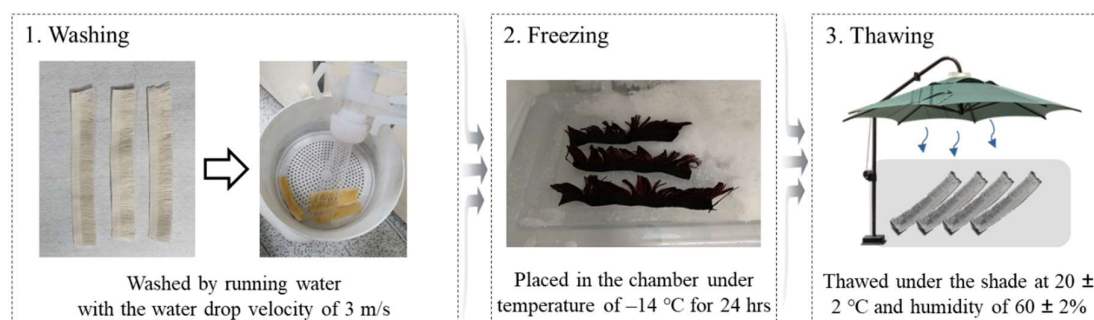 1. Washing
Washed by running water
with the water drop velocity of 3 m/s
2. Freezing
Placed in the chamber under
temperature of –14 °C for 24 hrs
3. Thawing
Thawed under the shade at 20 ±
2 °C and humidity of 60 ± 2%